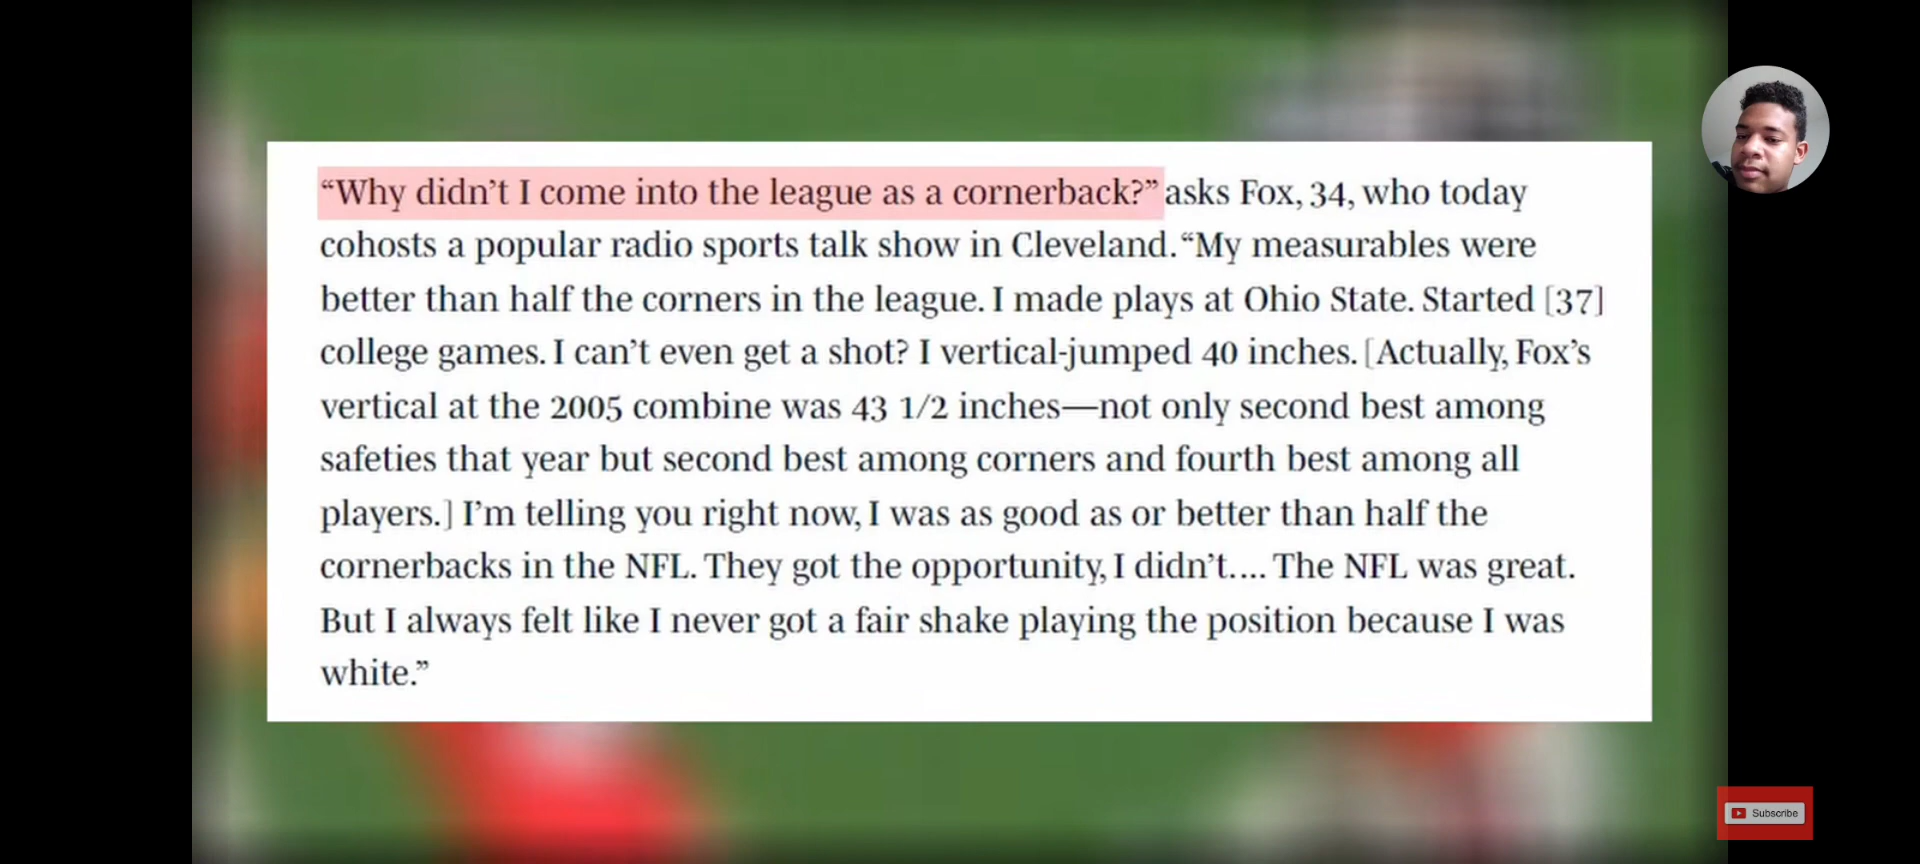 “Why didn’t I come into the league as a cornerback?” asks Fox, 34, who today
cohosts a popular radio sports talk show in Cleveland. “My measurables were
better than half the corners in the league. I made plays at Ohio State. Started [37]
college games. I can’t even get a shot? I vertical-jumped 40 inches. [Actually, Fox’s
vertical at the 2005 combine was 43 1/2 inches—not only second best among
safeties that year but second best among corners and fourth best among all
players.] I’m telling you right now, I was as good as or better than half the
cornerbacks in the NFL. They got the opportunity, I didn’t.... The NFL was great.
But I always felt like I never got a fair shake playing the position because I was
white.”
Subscribe